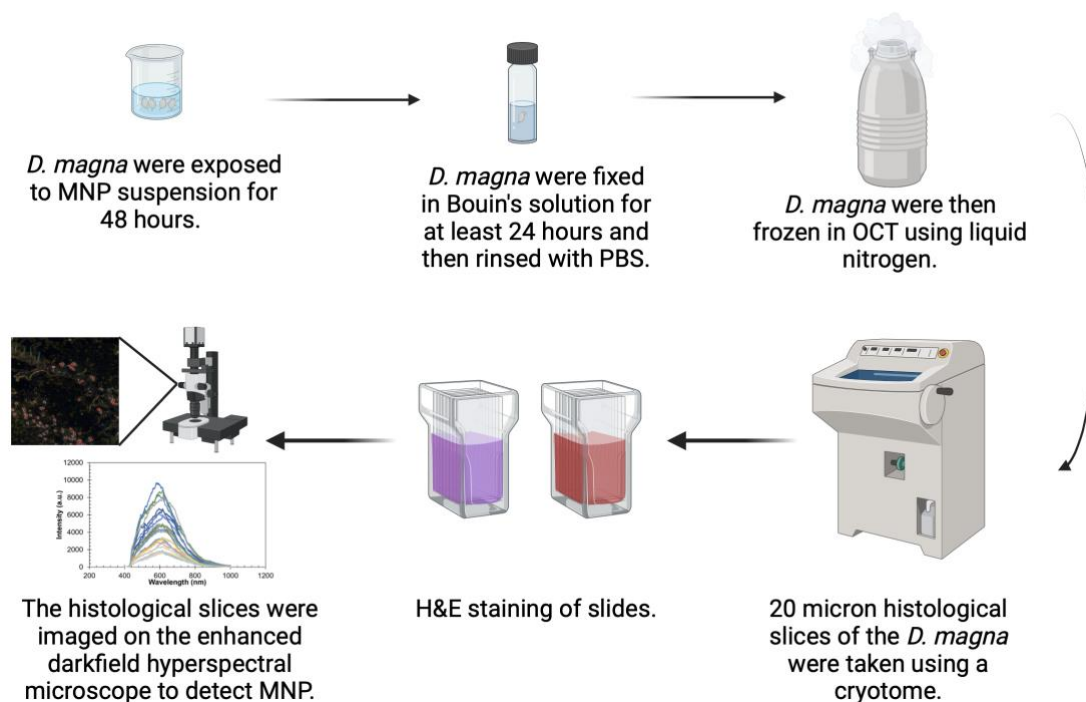 D. magna were exposed
to MNP suspension for
48 hours.
D. magna were fixed
in Bouin's solution for
at least 24 hours and
then rinsed with PBS.
D. magna were then
frozen in OCT using liquid
nitrogen.
20 micron histological
slices of the D. magna
were taken using a
cryotome.
H&E staining of slides.
12000
10000
8000
6000
4000
2000
0
Intensity (a.u.)
200
400
600
800
1000
1200
Wavelength (nm)
The histological slices were
imaged on the enhanced
darkfield hyperspectral
microscope to detect MNP.